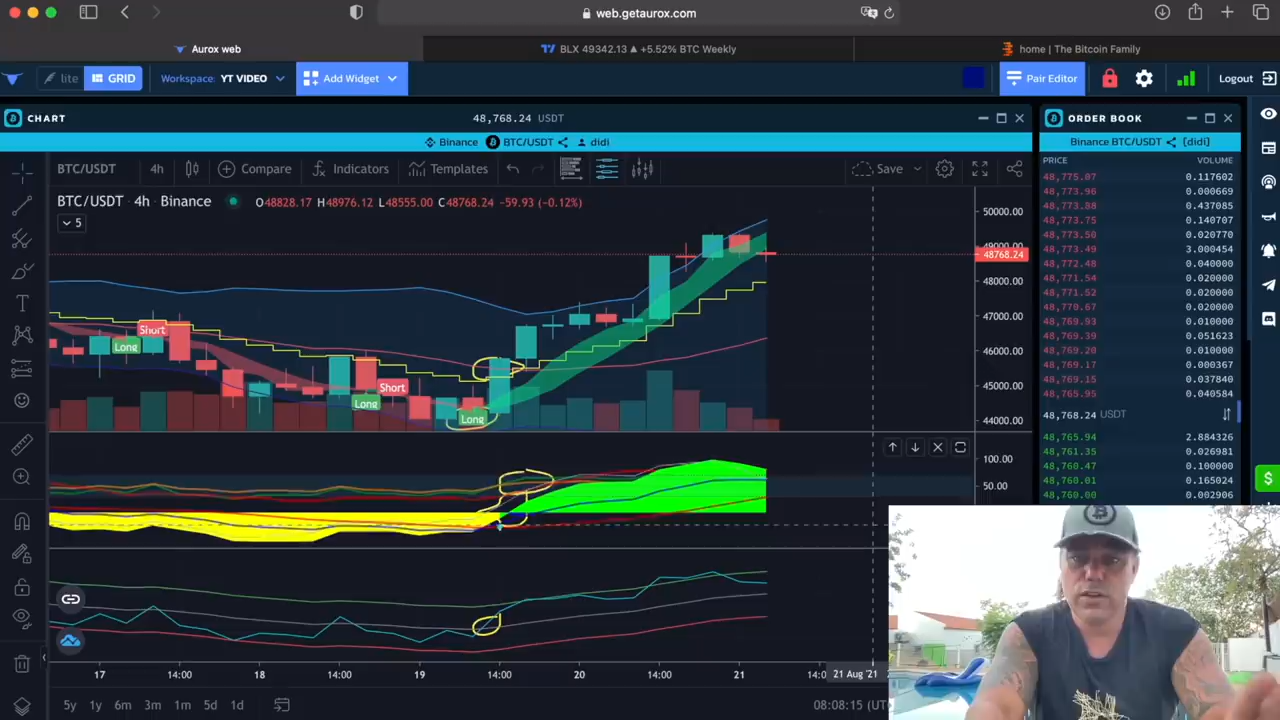 web.getaurox.com
Aurox web
BLX 49342.13 ▲ +5.52% BTC Weekly
home | The Bitcoin Family
lite
GRID
Workspace: YT VIDEO
Add Widget
Pair Editor
Logout
CHART
48,768.24 USDT
Binance BTC/USDT didi
BTC/USDT 4h Compare Indicators Templates Save
BTC/USDT · 4h · Binance O48828.17 H48976.12 L48555.00 C48768.24 −59.93 (−0.12%)
5
50000.00
49000.00
48768.24
48000.00
47000.00
46000.00
45000.00
44000.00
Short
Long
Short
Long
Long
100.00
50.00
17 14:00 18 14:00 19 14:00 20 14:00 21 14:0 21 Aug '21
5y 1y 6m 3m 1m 5d 1d
08:08:15 (UT
ORDER BOOK
Binance BTC/USDT [didi]
PRICE VOLUME
48,775.07 0.117602
48,773.96 0.000669
48,773.88 0.437085
48,773.75 0.140707
48,773.50 0.020770
48,773.49 3.000454
48,772.48 0.040000
48,771.54 0.020000
48,771.52 0.020000
48,770.67 0.020000
48,769.93 0.010000
48,769.39 0.051623
48,769.20 0.010000
48,769.17 0.000367
48,769.15 0.037840
48,765.95 0.040584
48,768.24 USDT
48,765.94 2.884326
48,761.35 0.026981
48,760.47 0.100000
48,760.01 0.165024
48,760.00 0.002906